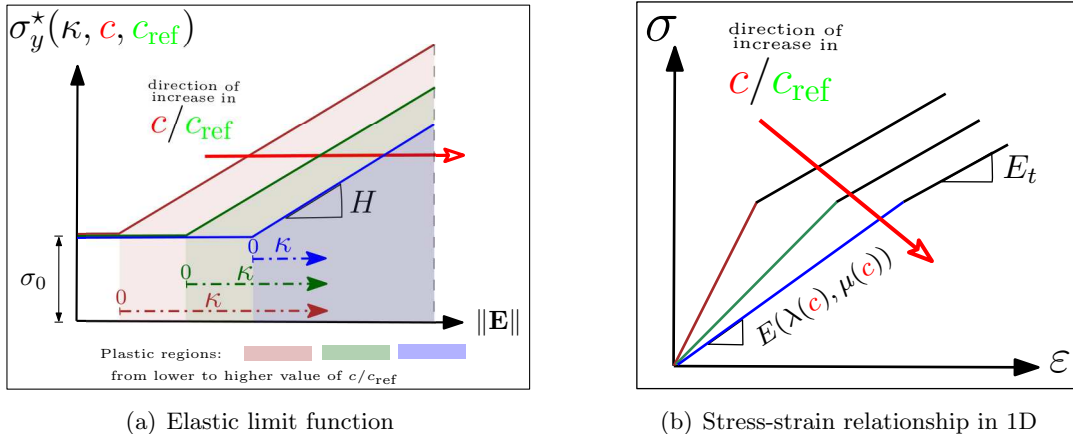 σ*y(κ, c, cref)
direction of
increase in
c/cref
H
0
κ
0
κ
0
κ
σ0
‖E‖
Plastic regions:
from lower to higher value of c/cref
(a) Elastic limit function
σ
direction of
increase in
c/cref
Et
E(λ(c), μ(c))
ε
(b) Stress-strain relationship in 1D